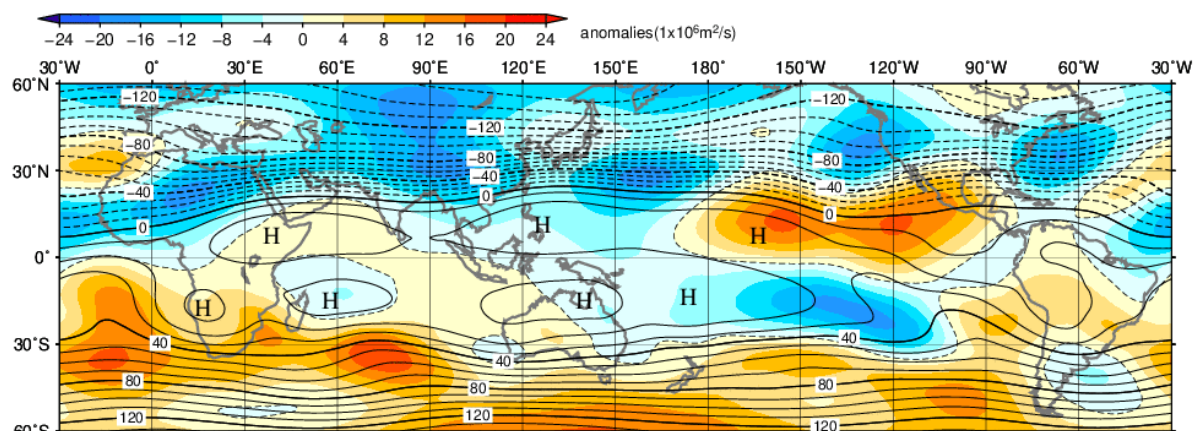 −24 −20 −16 −12 −8 −4 0 4 8 12 16 20 24
anomalies(1x10⁶m²/s)
30°W 0° 30°E 60°E 90°E 120°E 150°E 180° 150°W 120°W 90°W 60°W 30°W
60°N
−120 −120
−120
−80 −80 −80 −80
30°N
−40 −40 −40 −40
0 0 0
H H H
0°
H H H H
30°S
40 40 40
80 80 80
120 120 120
60°S